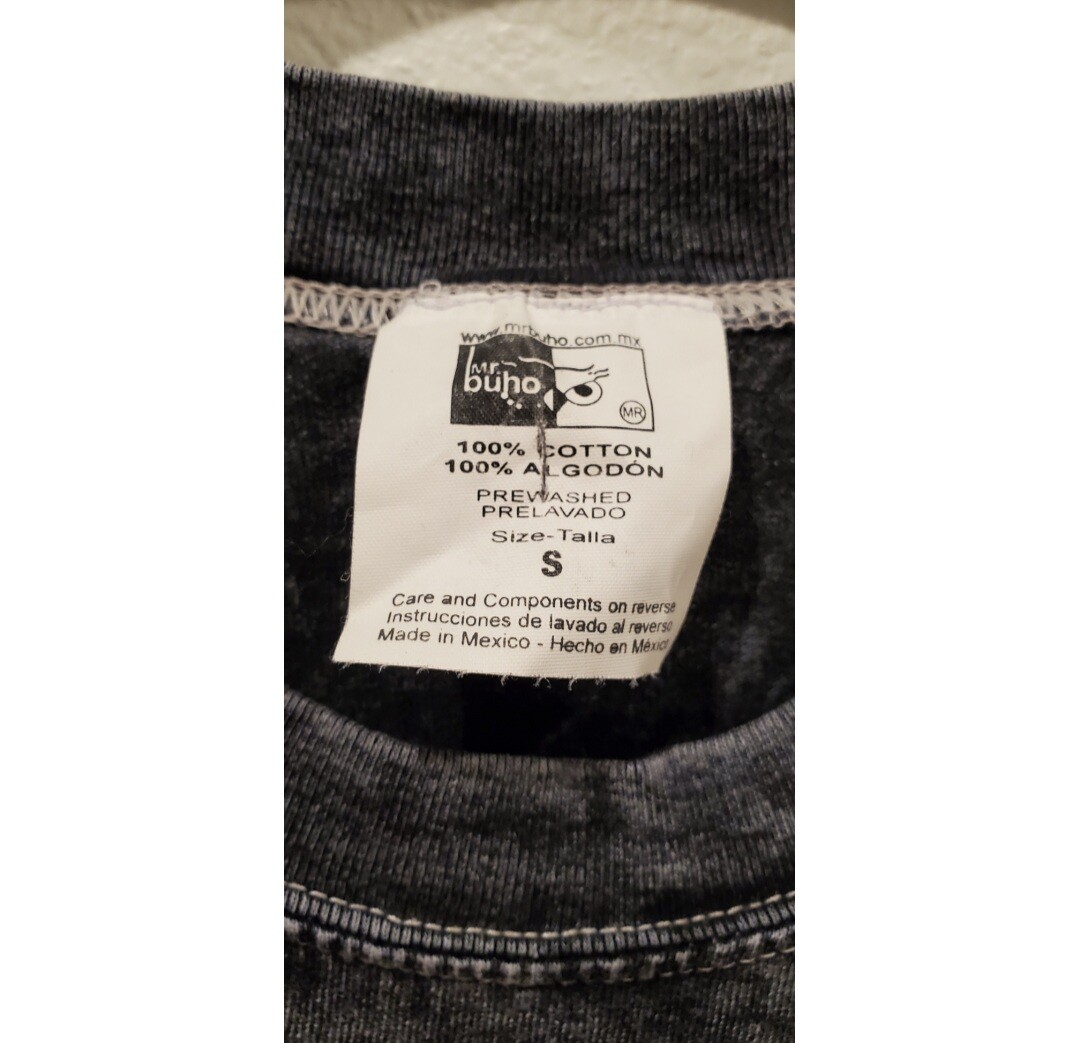 www.mrbuho.com.mx
Mr.
búho
MR
100% COTTON
100% ALGODÓN
PREWASHED
PRELAVADO
Size-Talla
S
Care and Components on reverse
Instrucciones de lavado al reverso
Made in Mexico - Hecho en México